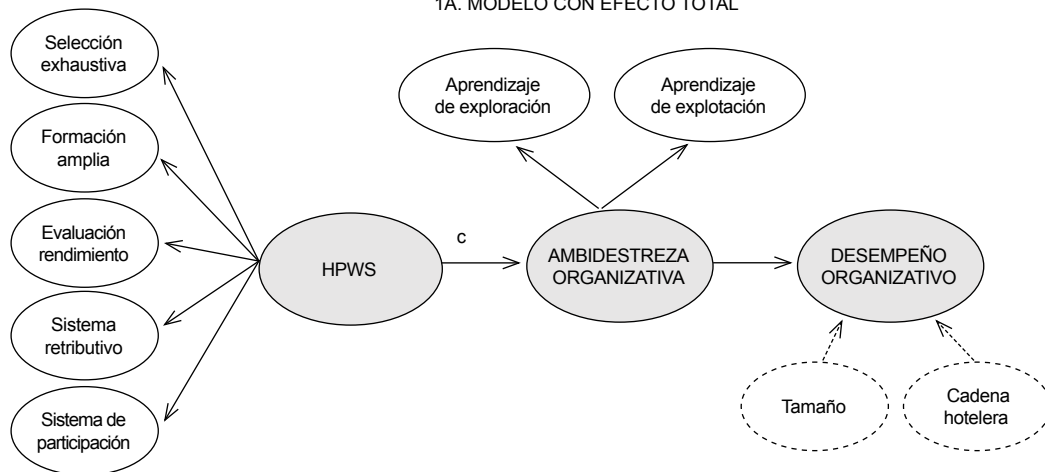 1A. MODELO CON EFECTO TOTAL
Selección
exhaustiva
Formación
amplia
Evaluación
rendimiento
Sistema
retributivo
Sistema de
participación
HPWS
c
Aprendizaje
de exploración
Aprendizaje
de explotación
AMBIDESTREZA
ORGANIZATIVA
DESEMPEÑO
ORGANIZATIVO
Tamaño
Cadena
hotelera